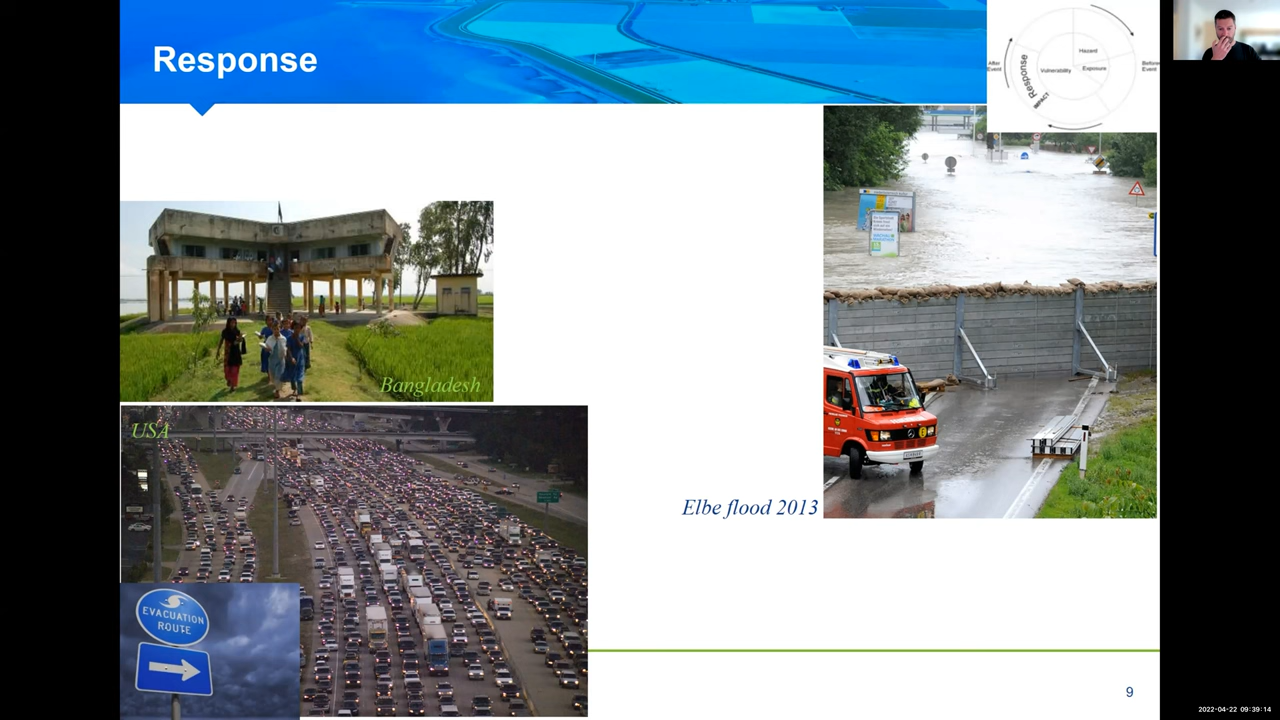 Response
After
Event
Response
IMPACT
Hazard
Vulnerability
Exposure
Before
Event
Bangladesh
USA
EVACUATION
ROUTE
Elbe flood 2013
9
2022-04-22 09:39:14